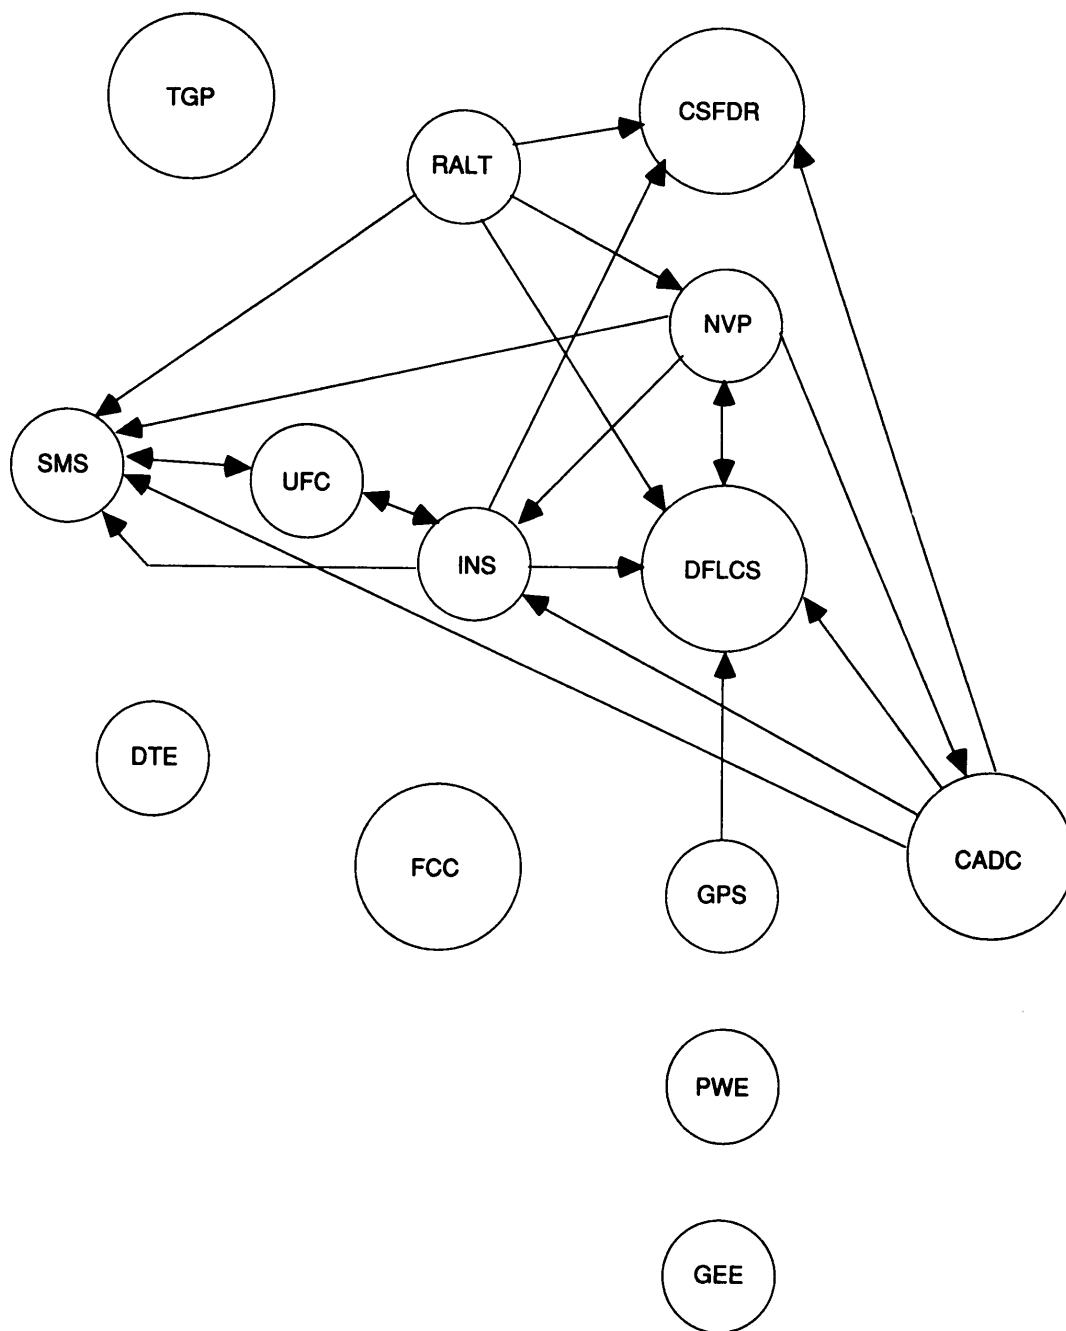 TGP
CSFDR
RALT
NVP
SMS
UFC
INS
DFLCS
DTE
FCC
GPS
CADC
PWE
GEE